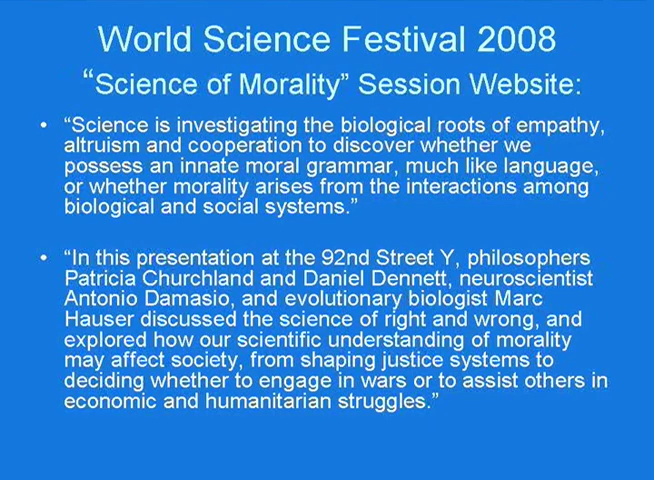 World Science Festival 2008
“Science of Morality” Session Website:
• “Science is investigating the biological roots of empathy,
altruism and cooperation to discover whether we
possess an innate moral grammar, much like language,
or whether morality arises from the interactions among
biological and social systems.”
• “In this presentation at the 92nd Street Y, philosophers
Patricia Churchland and Daniel Dennett, neuroscientist
Antonio Damasio, and evolutionary biologist Marc
Hauser discussed the science of right and wrong, and
explored how our scientific understanding of morality
may affect society, from shaping justice systems to
deciding whether to engage in wars or to assist others in
economic and humanitarian struggles.”